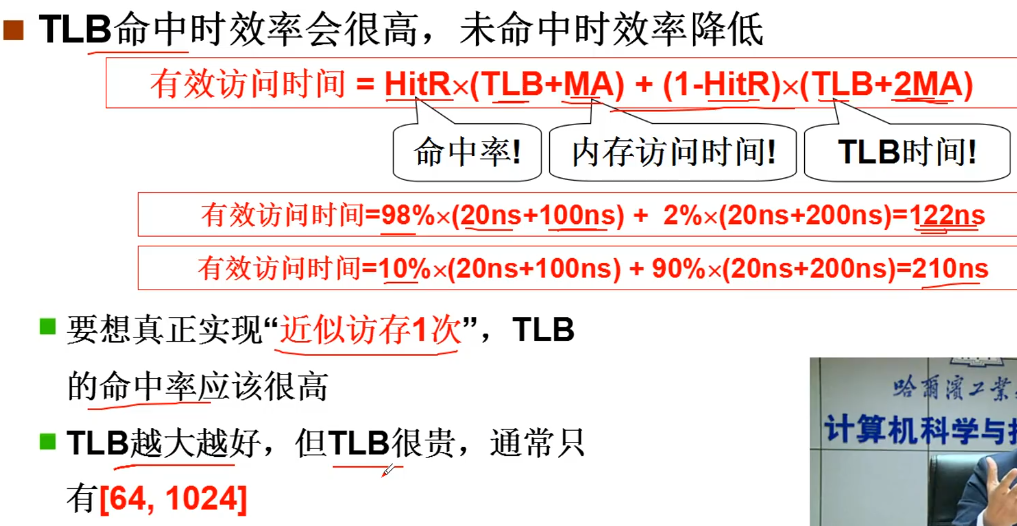 TLB命中时效率会很高，未命中时效率降低
有效访问时间 = HitR×(TLB+MA) + (1-HitR)×(TLB+2MA)
命中率!
内存访问时间!
TLB时间!
有效访问时间=98%×(20ns+100ns) + 2%×(20ns+200ns)=122ns
有效访问时间=10%×(20ns+100ns) + 90%×(20ns+200ns)=210ns
要想真正实现“近似访存1次”，TLB
的命中率应该很高
TLB越大越好，但TLB很贵，通常只
有[64, 1024]
哈爾濱工業
计算机科学与